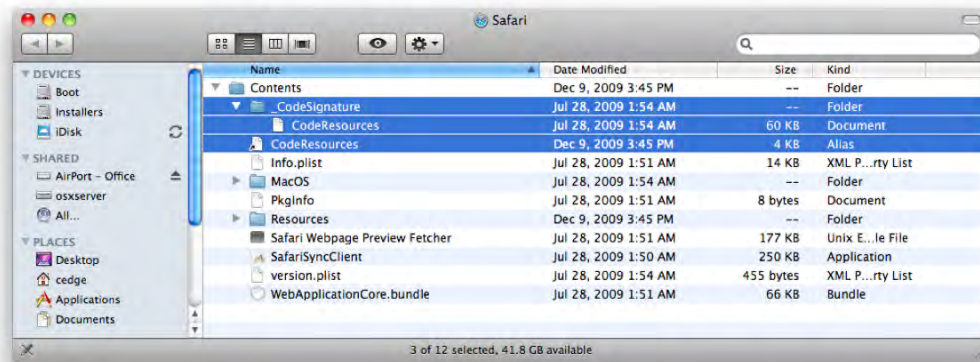 Safari
Name Date Modified Size Kind
DEVICES
Boot
Installers
iDisk
SHARED
AirPort – Office
osxserver
All...
PLACES
Desktop
cedge
Applications
Documents
Contents Dec 9, 2009 3:45 PM -- Folder
_CodeSignature Jul 28, 2009 1:54 AM -- Folder
CodeResources Jul 28, 2009 1:54 AM 60 KB Document
CodeResources Dec 9, 2009 3:45 PM 4 KB Alias
Info.plist Jul 28, 2009 1:51 AM 14 KB XML P...rty List
MacOS Jul 28, 2009 1:51 AM -- Folder
PkgInfo Jul 28, 2009 1:51 AM 8 bytes Document
Resources Dec 9, 2009 3:45 PM -- Folder
Safari Webpage Preview Fetcher Jul 28, 2009 1:51 AM 177 KB Unix E...le File
SafariSyncClient Jul 28, 2009 1:50 AM 250 KB Application
version.plist Jul 28, 2009 1:54 AM 455 bytes XML P...rty List
WebApplicationCore.bundle Jul 28, 2009 1:51 AM 66 KB Bundle
3 of 12 selected, 41.8 GB available